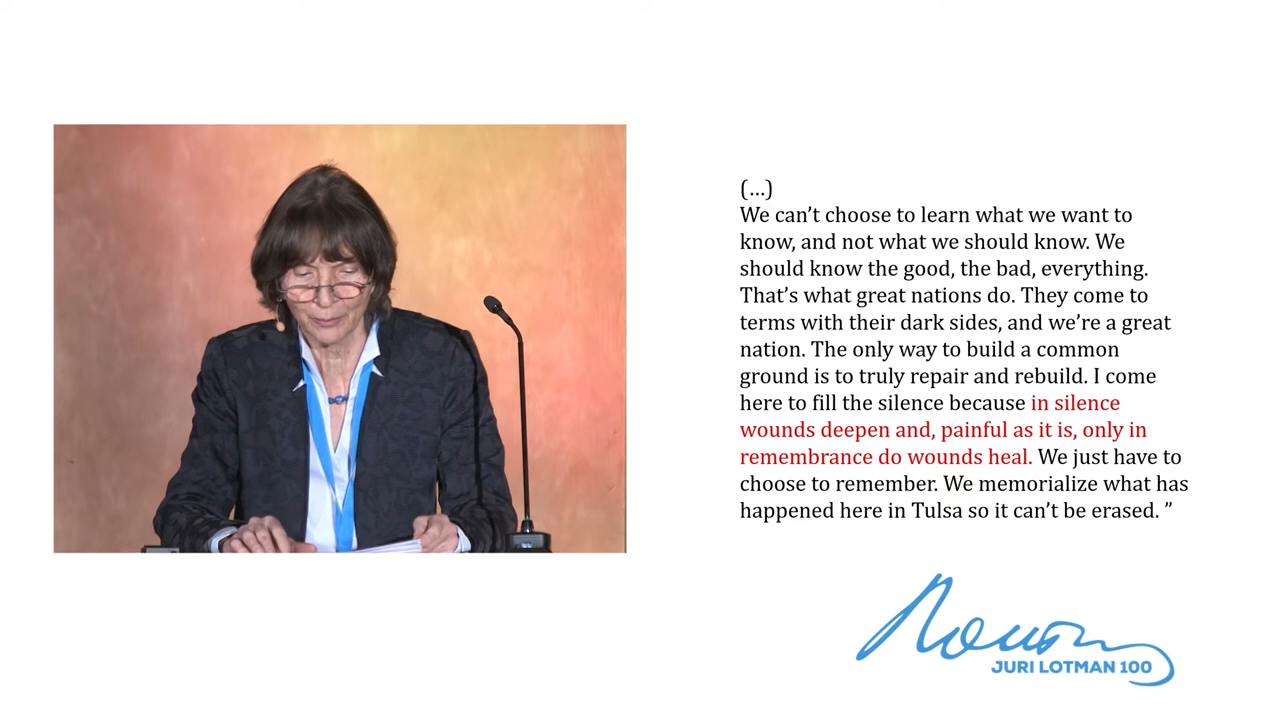 (…)
We can’t choose to learn what we want to
know, and not what we should know. We
should know the good, the bad, everything.
That’s what great nations do. They come to
terms with their dark sides, and we’re a great
nation. The only way to build a common
ground is to truly repair and rebuild. I come
here to fill the silence because in silence
wounds deepen and, painful as it is, only in
remembrance do wounds heal. We just have to
choose to remember. We memorialize what has
happened here in Tulsa so it can’t be erased. ”
Лотм
JURI LOTMAN 100